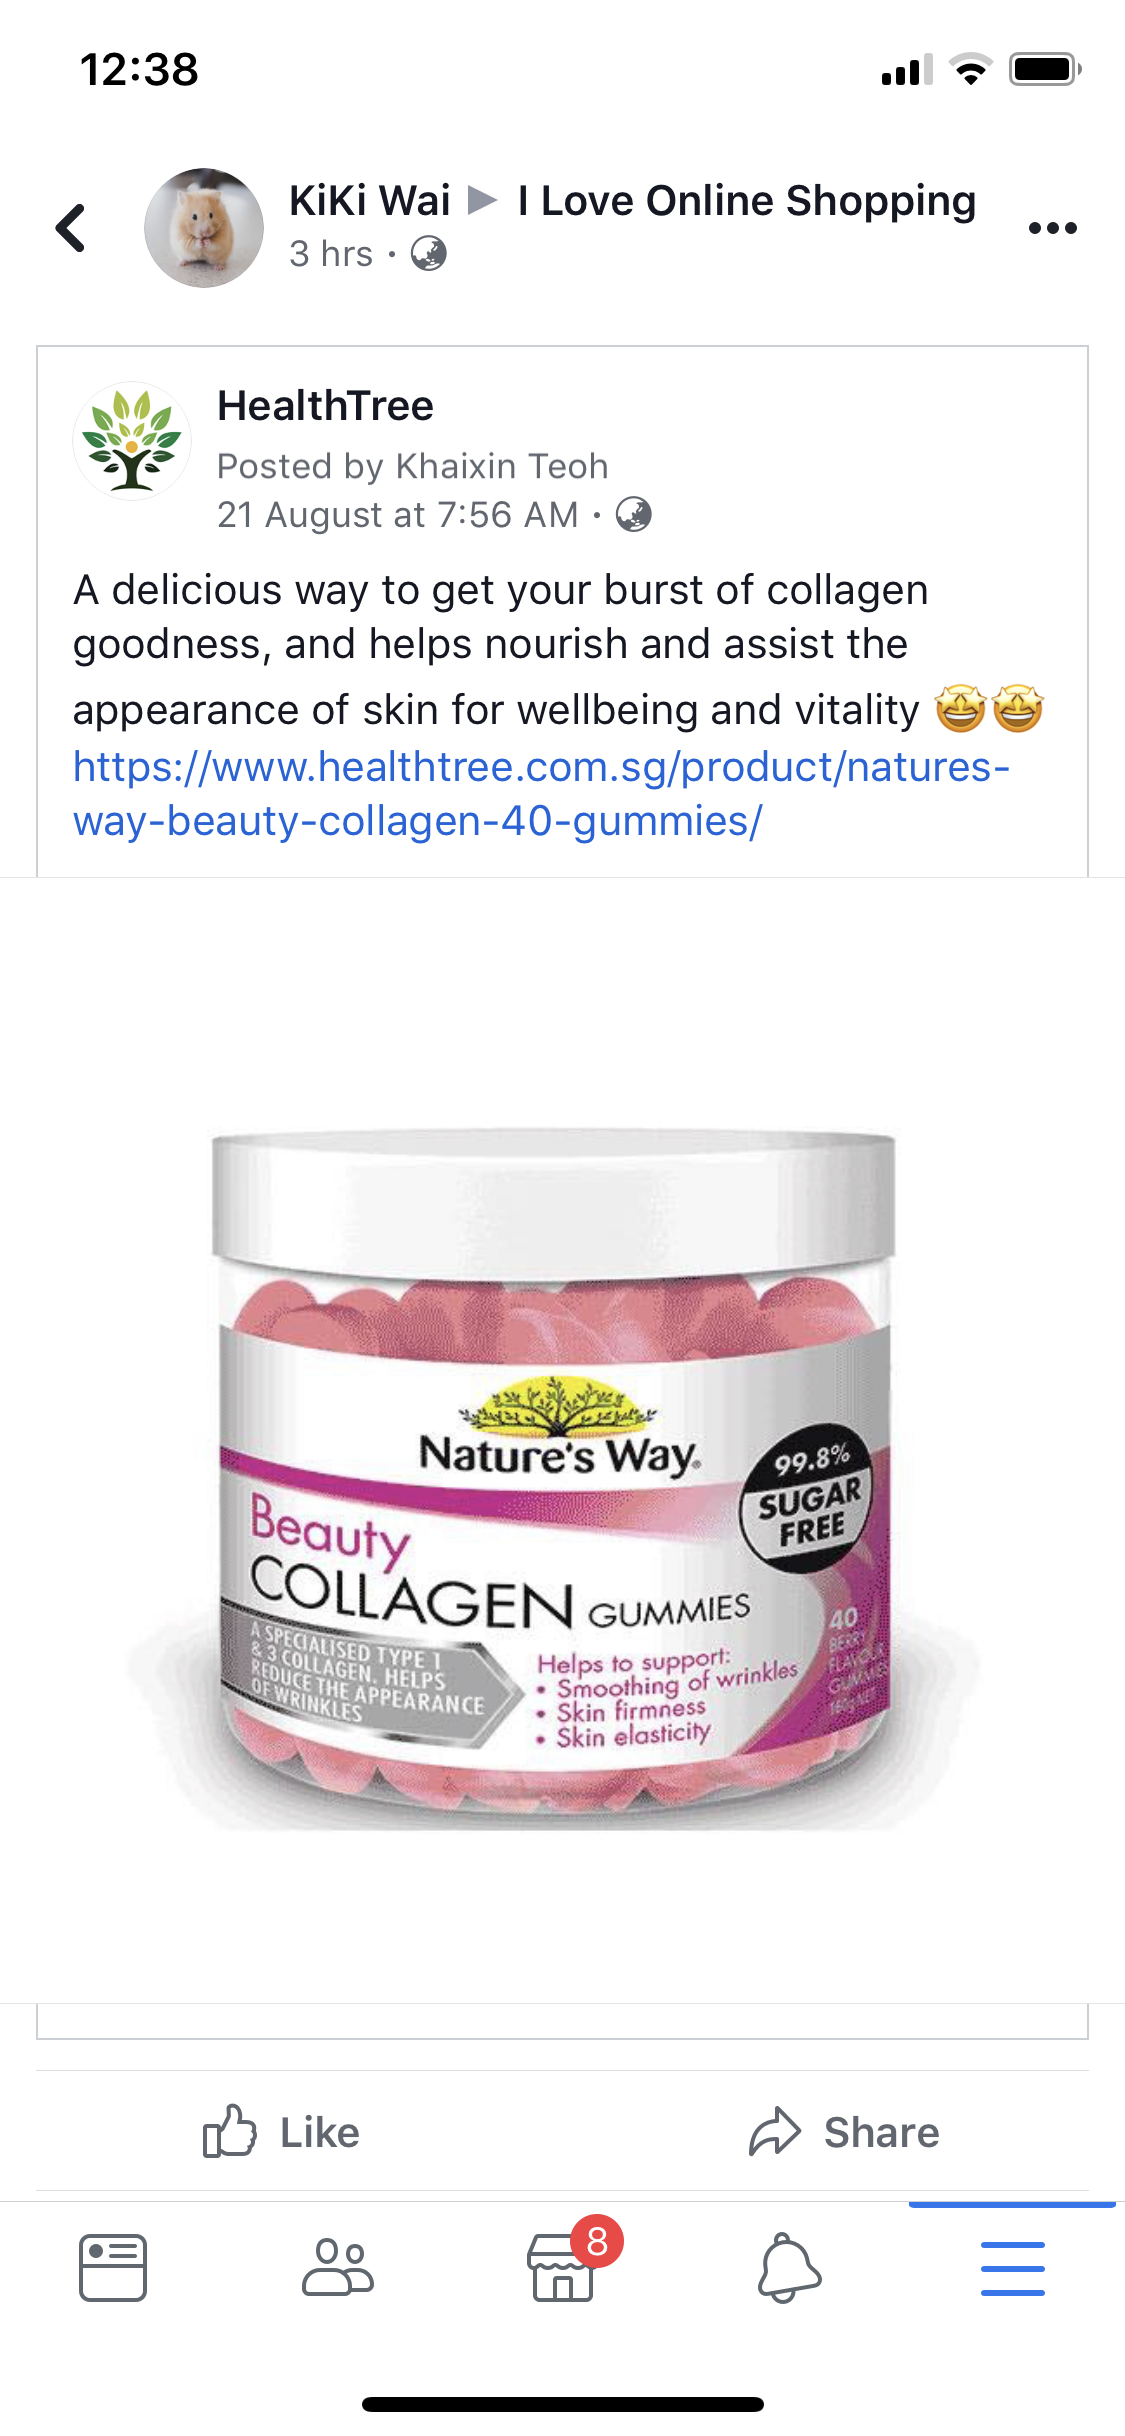 12:38
KiKi Wai ▶ I Love Online Shopping
3 hrs ·
HealthTree
Posted by Khaixin Teoh
21 August at 7:56 AM ·
A delicious way to get your burst of collagen
goodness, and helps nourish and assist the
appearance of skin for wellbeing and vitality 🤩🤩
https://www.healthtree.com.sg/product/natures-
way-beauty-collagen-40-gummies/
Nature's Way
99.8%
SUGAR
FREE
Beauty
COLLAGEN GUMMIES
A SPECIALISED TYPE 1
& 3 COLLAGEN. HELPS
REDUCE THE APPEARANCE
OF WRINKLES
Helps to support:
• Smoothing of wrinkles
• Skin firmness
• Skin elasticity
40
BERRY
Like
Share
8